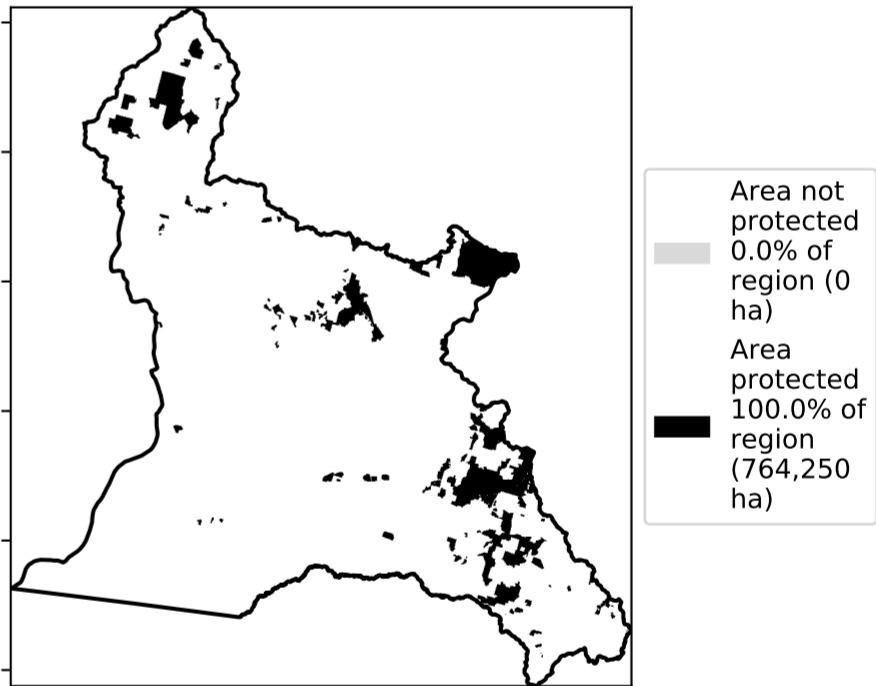 Area not
protected
0.0% of
region (0
ha)
Area
protected
100.0% of
region
(764,250
ha)